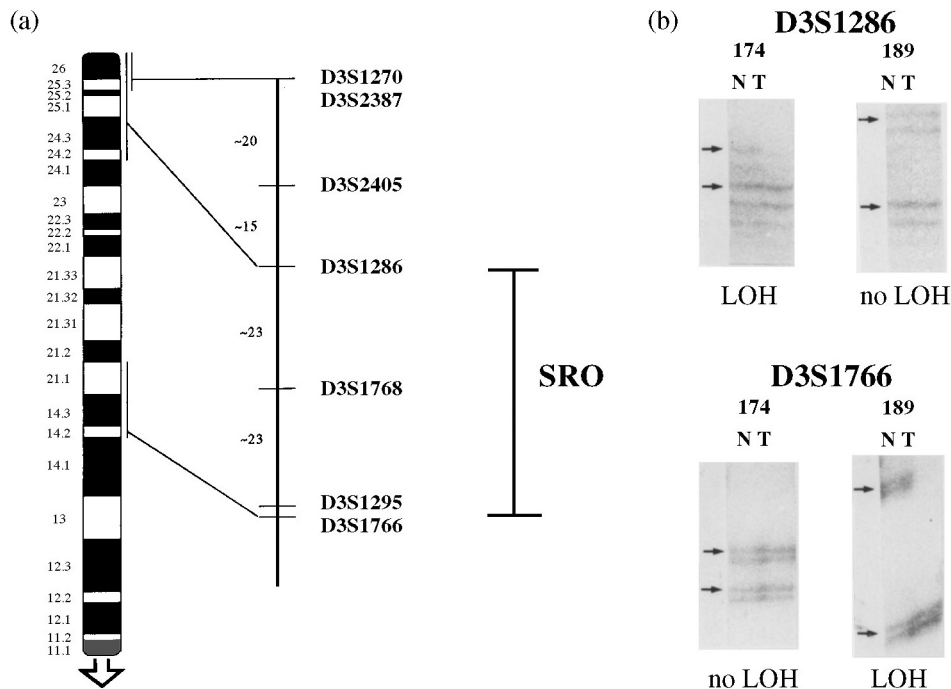 (a)
26
25.3
25.2
25.1
24.3
24.2
24.1
23
22.3
22.2
22.1
21.33
21.32
21.31
21.2
21.1
14.3
14.2
14.1
13
12.3
12.2
12.1
11.2
11.1
D3S1270
D3S2387
~20
D3S2405
~15
D3S1286
~23
D3S1768
~23
D3S1295
D3S1766
SRO
(b)
D3S1286
174 189
N T N T
LOH no LOH
D3S1766
174 189
N T N T
no LOH LOH